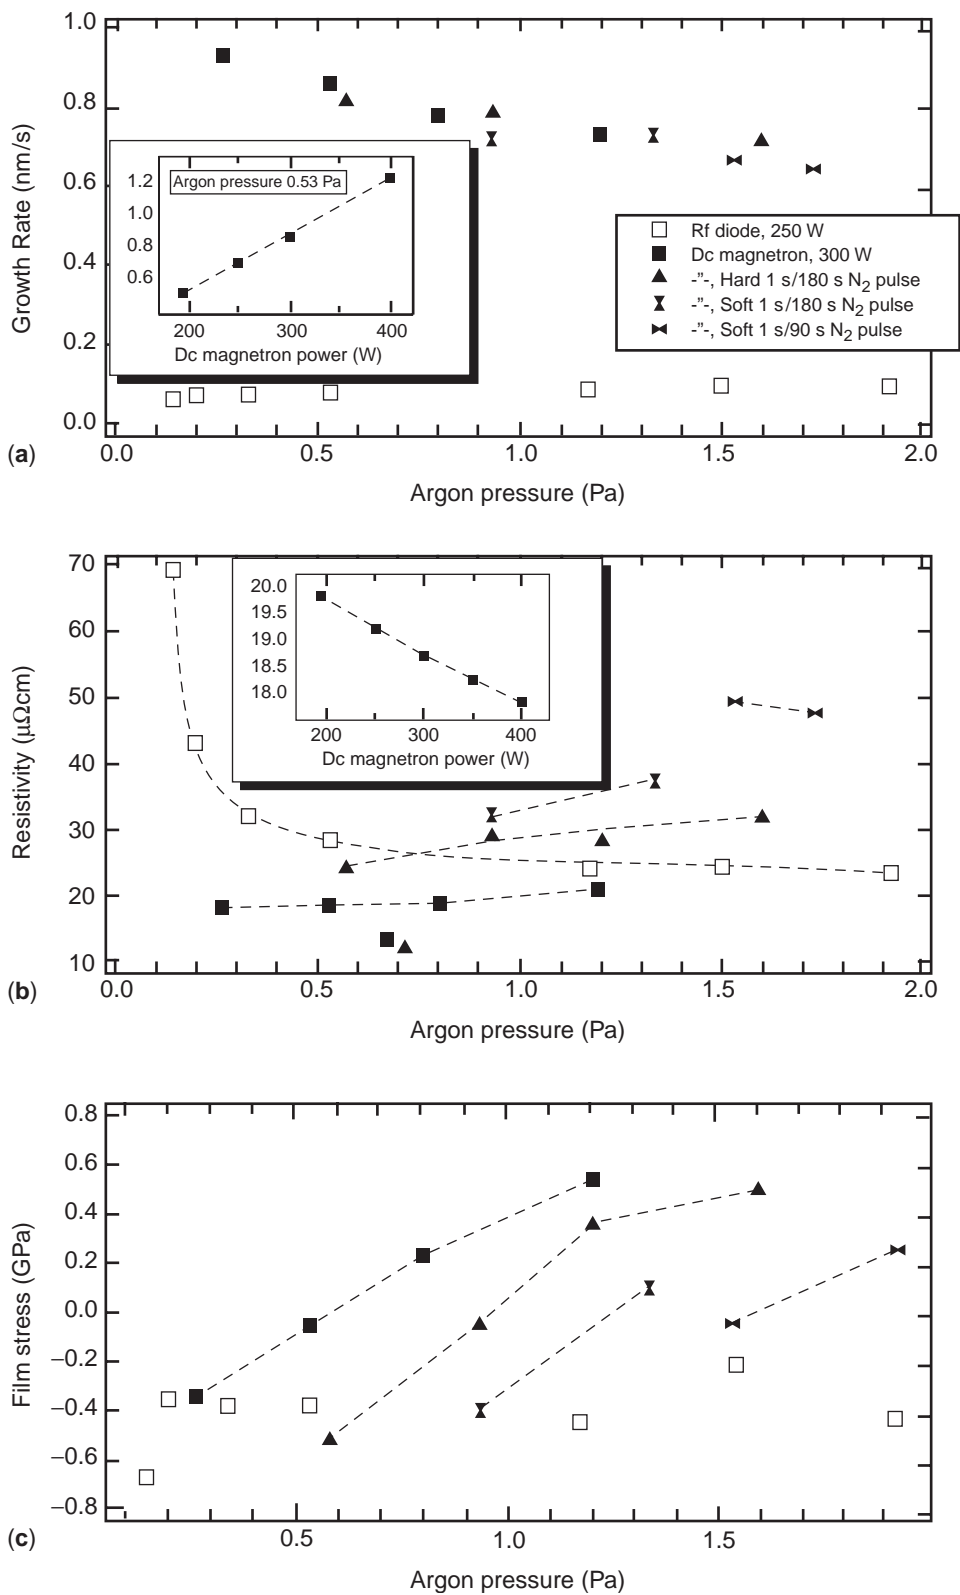 1.0
0.8
0.6
0.4
0.2
0.0
Growth Rate (nm/s)
1.2
1.0
0.8
0.6
Argon pressure 0.53 Pa
200 300 400
Dc magnetron power (W)
Rf diode, 250 W
Dc magnetron, 300 W
-"-, Hard 1 s/180 s N2 pulse
-"-, Soft 1 s/180 s N2 pulse
-"-, Soft 1 s/90 s N2 pulse
(a)
0.0 0.5 1.0 1.5 2.0
Argon pressure (Pa)
70
60
50
40
30
20
10
Resistivity (μΩcm)
20.0
19.5
19.0
18.5
18.0
200 300 400
Dc magnetron power (W)
(b)
0.0 0.5 1.0 1.5 2.0
Argon pressure (Pa)
0.8
0.6
0.4
0.2
0.0
−0.2
−0.4
−0.6
−0.8
Film stress (GPa)
(c)
0.5 1.0 1.5
Argon pressure (Pa)